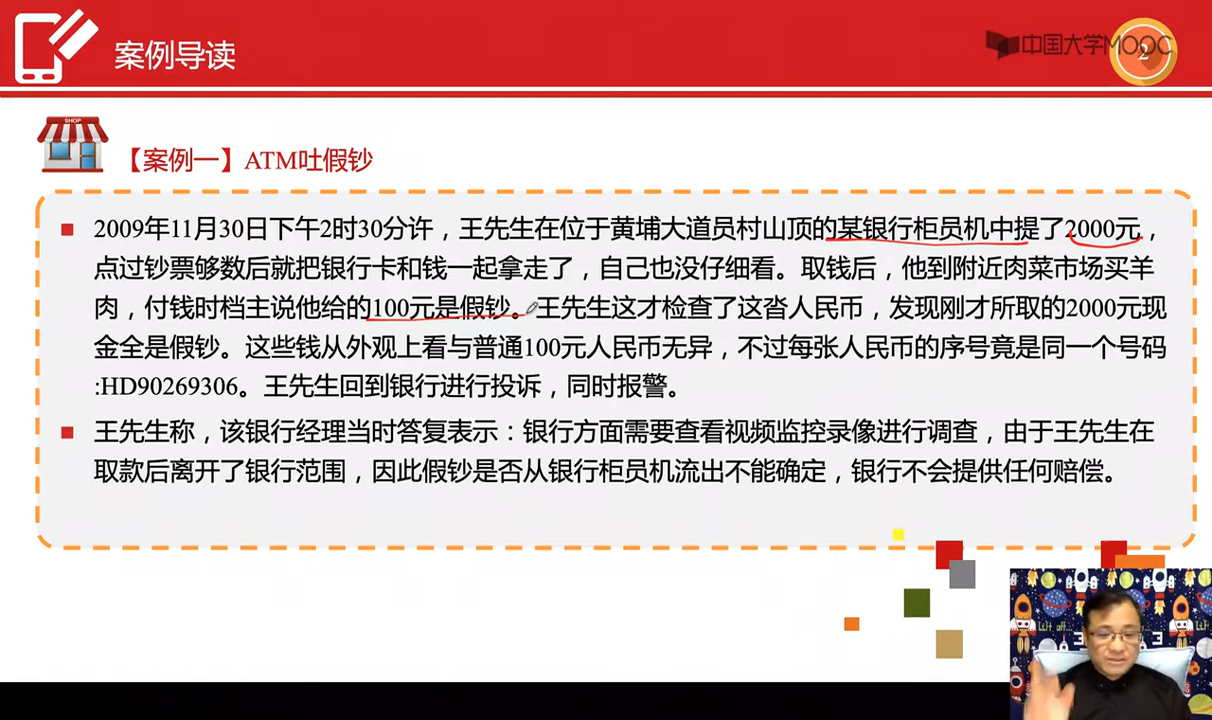 案例导读
中国大学MOOC
2
SHOP
【案例一】ATM吐假钞
2009年11月30日下午2时30分许，王先生在位于黄埔大道员村山顶的某银行柜员机中提了2000元，
点过钞票够数后就把银行卡和钱一起拿走了，自己也没仔细看。取钱后，他到附近肉菜市场买羊
肉，付钱时档主说他给的100元是假钞。王先生这才检查了这沓人民币，发现刚才所取的2000元现
金全是假钞。这些钱从外观上看与普通100元人民币无异，不过每张人民币的序号竟是同一个号码
:HD90269306。王先生回到银行进行投诉，同时报警。
王先生称，该银行经理当时答复表示：银行方面需要查看视频监控录像进行调查，由于王先生在
取款后离开了银行范围，因此假钞是否从银行柜员机流出不能确定，银行不会提供任何赔偿。